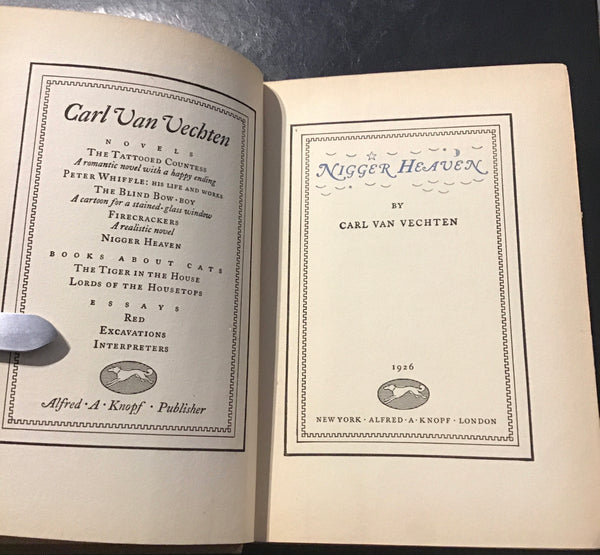 Carl Van Vechten
NOVELS
THE TATTOOED COUNTESS
A romantic novel with a happy ending
PETER WHIFFLE: HIS LIFE AND WORKS
THE BLIND BOW-BOY
A cartoon for a stained-glass window
FIRECRACKERS
A realistic novel
NIGGER HEAVEN
BOOKS ABOUT CATS
THE TIGER IN THE HOUSE
LORDS OF THE HOUSETOPS
ESSAYS
RED
EXCAVATIONS
INTERPRETERS
Alfred · A · Knopf · Publisher
NIGGER HEAVEN
BY
CARL VAN VECHTEN
1926
NEW YORK · ALFRED · A · KNOPF · LONDON